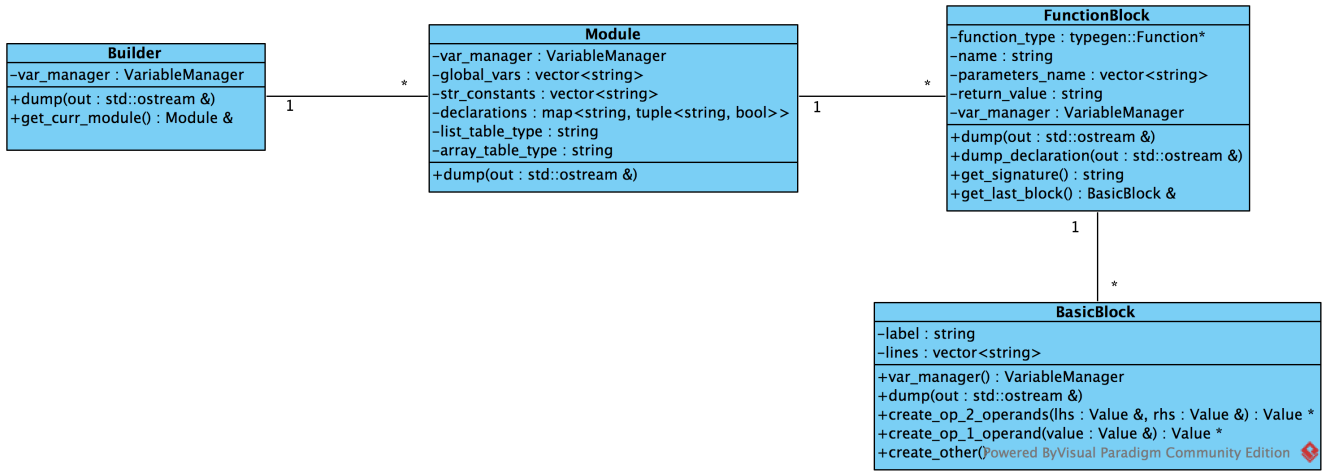 Builder
-var_manager : VariableManager
+dump(out : std::ostream &)
+get_curr_module() : Module &
1
*
Module
-var_manager : VariableManager
-global_vars : vector<string>
-str_constants : vector<string>
-declarations : map<string, tuple<string, bool>>
-list_table_type : string
-array_table_type : string
+dump(out : std::ostream &)
1
*
FunctionBlock
-function_type : typegen::Function*
-name : string
-parameters_name : vector<string>
-return_value : string
-var_manager : VariableManager
+dump(out : std::ostream &)
+dump_declaration(out : std::ostream &)
+get_signature() : string
+get_last_block() : BasicBlock &
1
*
BasicBlock
-label : string
-lines : vector<string>
+var_manager() : VariableManager
+dump(out : std::ostream &)
+create_op_2_operands(lhs : Value &, rhs : Value &) : Value *
+create_op_1_operand(value : Value &) : Value *
+create_other()
Powered ByVisual Paradigm Community Edition